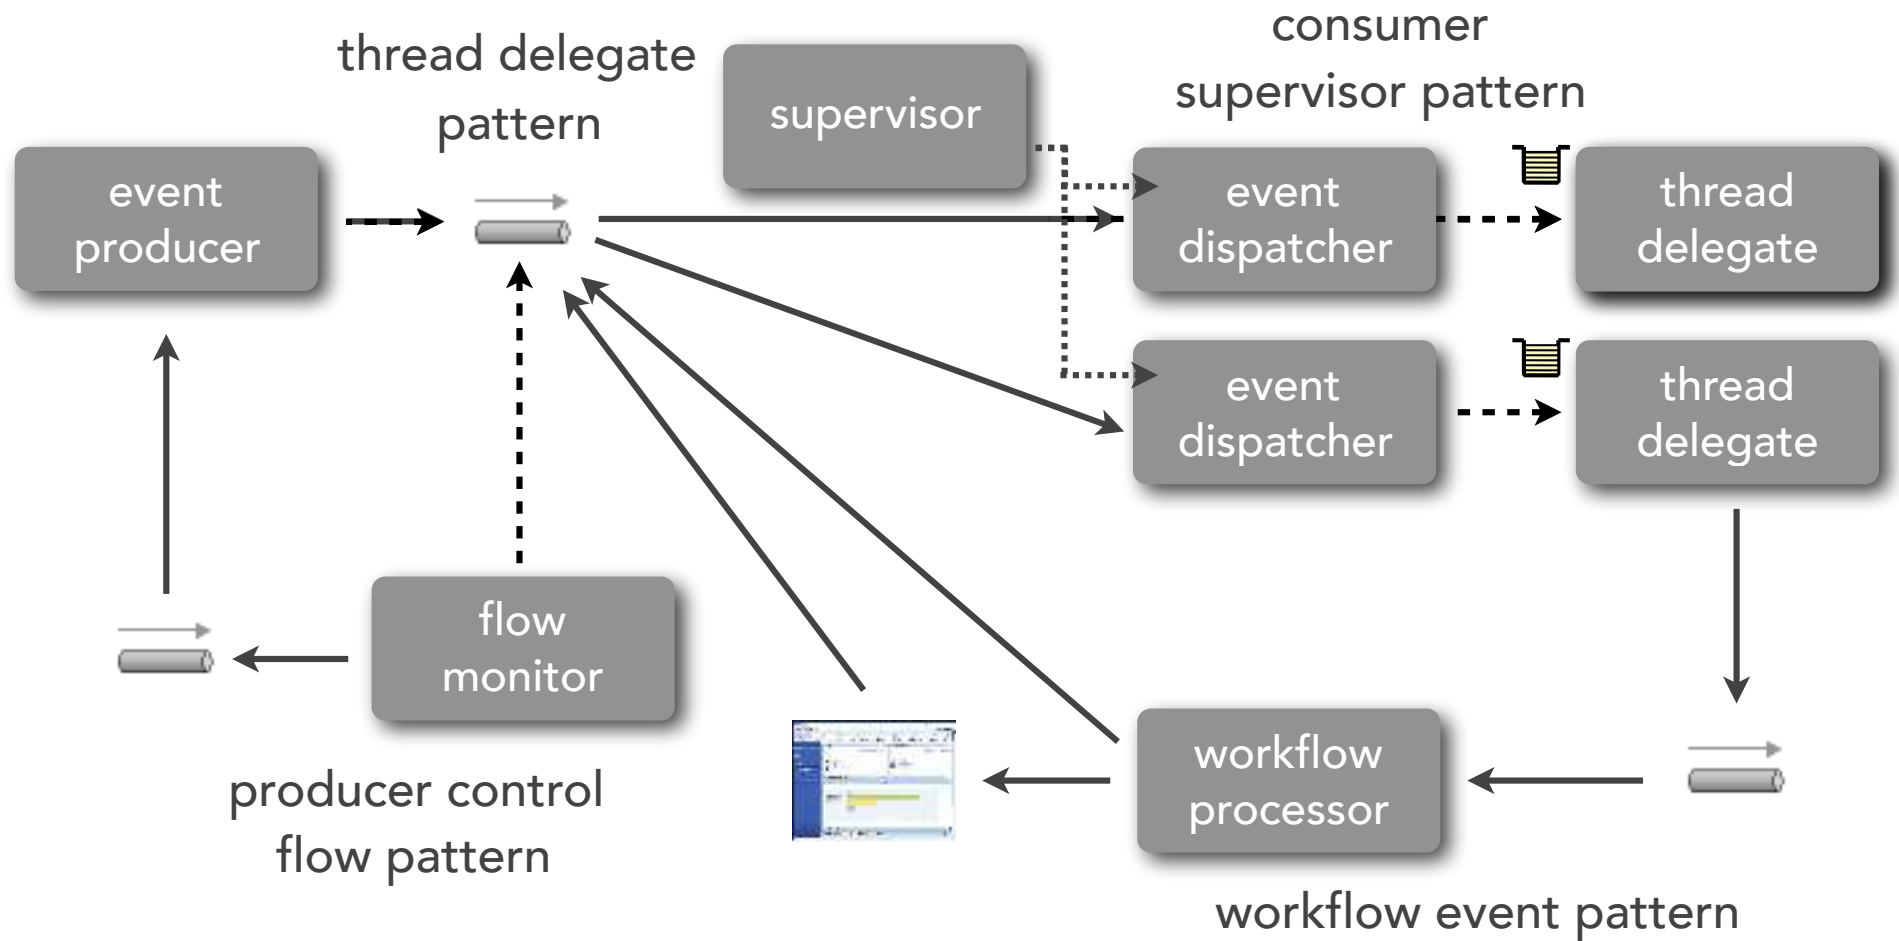 thread delegate
pattern
consumer
supervisor pattern
supervisor
event
producer
event
dispatcher
thread
delegate
event
dispatcher
thread
delegate
flow
monitor
producer control
flow pattern
workflow
processor
workflow event pattern